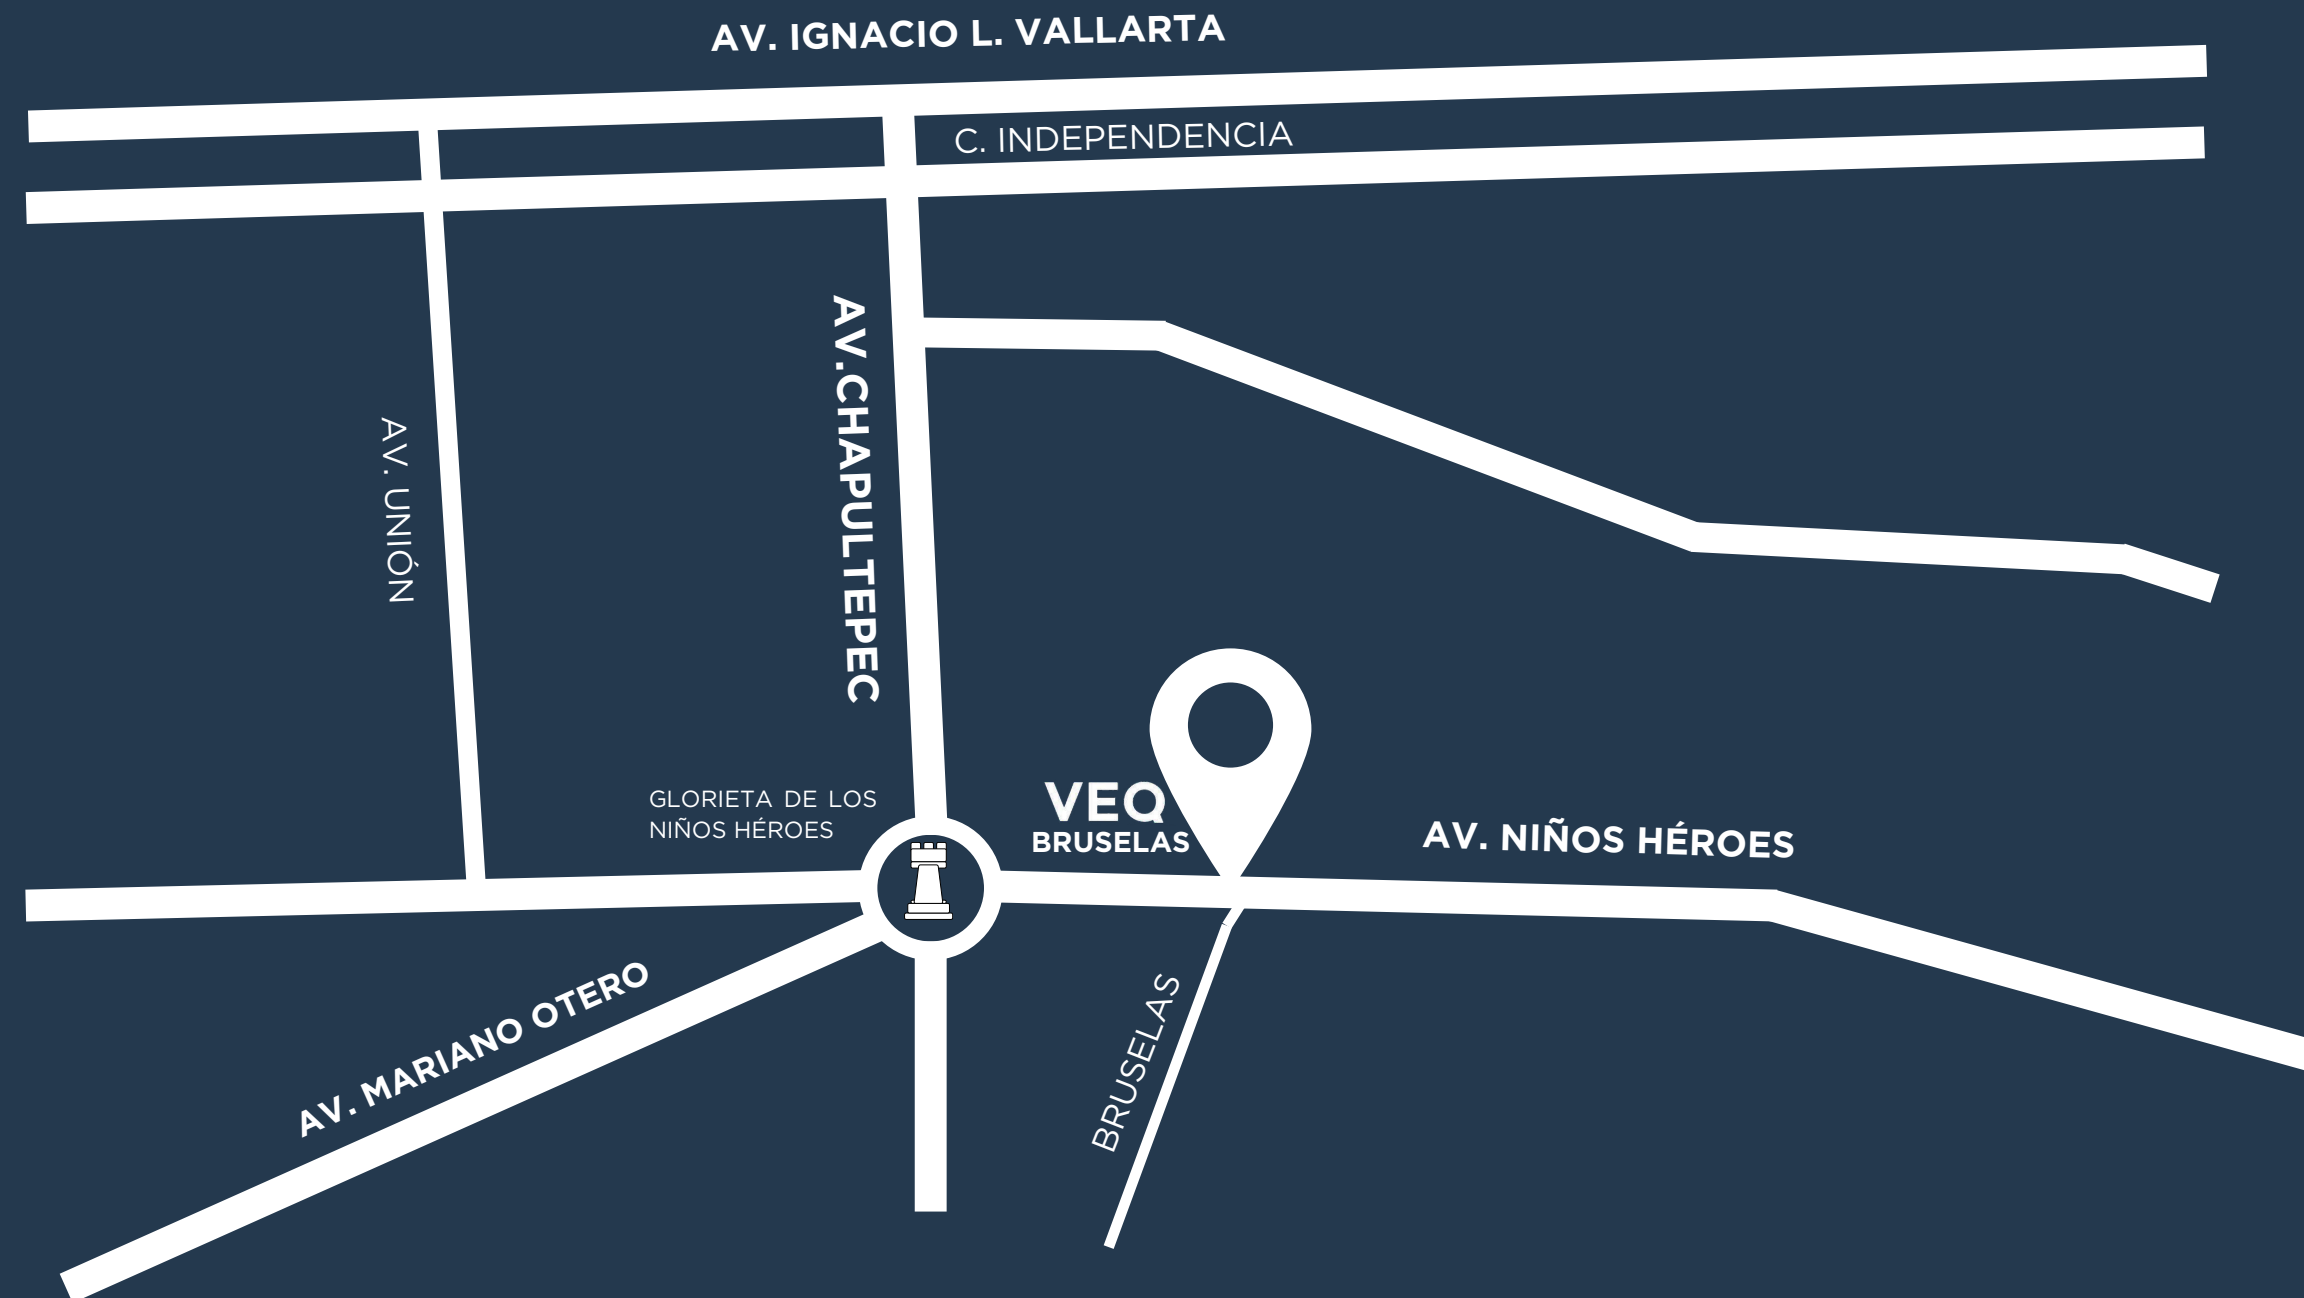 AV. IGNACIO L. VALLARTA
C. INDEPENDENCIA
AV.CHAPULTEPEC
AV. UNIÓN
GLORIETA DE LOS
NIÑOS HÉROES
VEQ
BRUSELAS
AV. NIÑOS HÉROES
AV. MARIANO OTERO
BRUSELAS